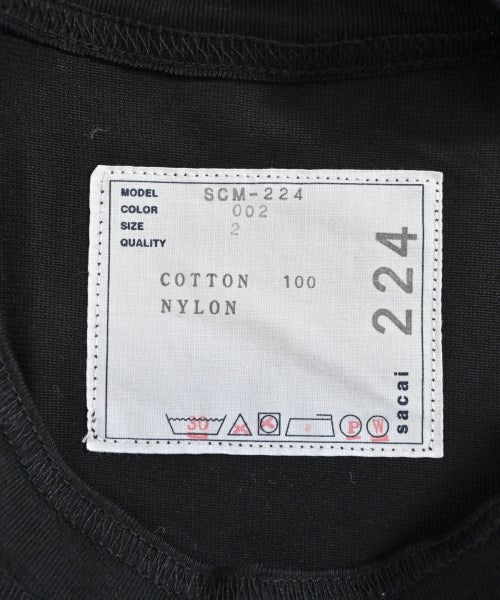 MODEL SCM-224
COLOR 002
SIZE 2
QUALITY
COTTON 100
NYLON
30
P
W
224
sacai